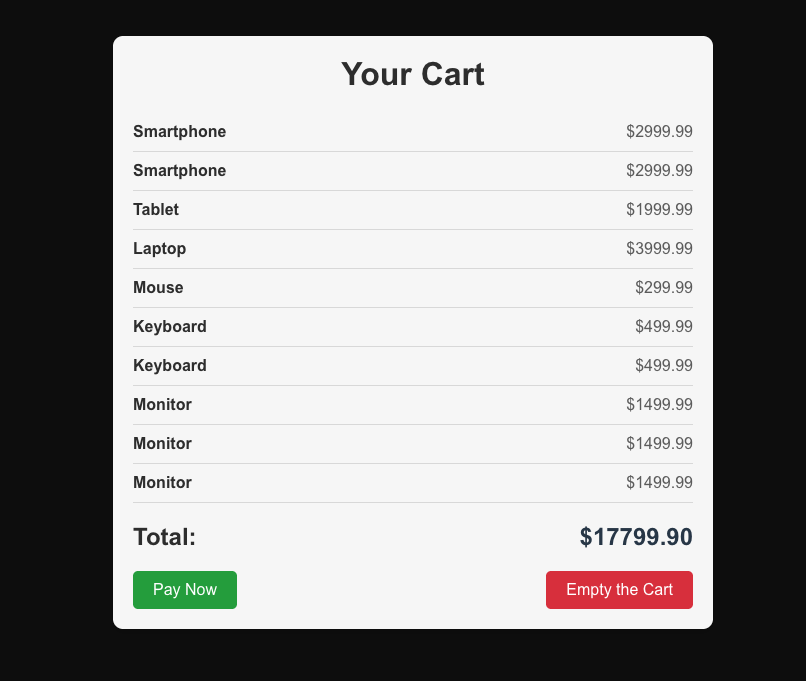 Your Cart
Smartphone $2999.99
Smartphone $2999.99
Tablet $1999.99
Laptop $3999.99
Mouse $299.99
Keyboard $499.99
Keyboard $499.99
Monitor $1499.99
Monitor $1499.99
Monitor $1499.99
Total: $17799.90
Pay Now Empty the Cart